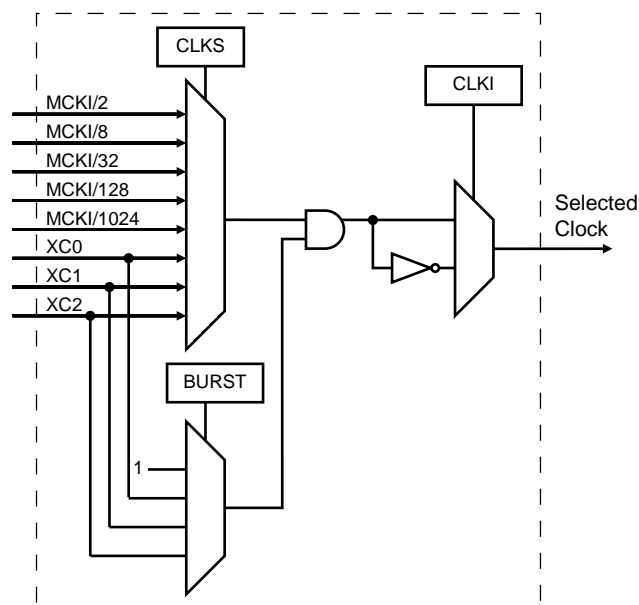 CLKS
CLKI
MCKI/2
MCKI/8
MCKI/32
MCKI/128
MCKI/1024
XC0
XC1
XC2
Selected
Clock
BURST
1